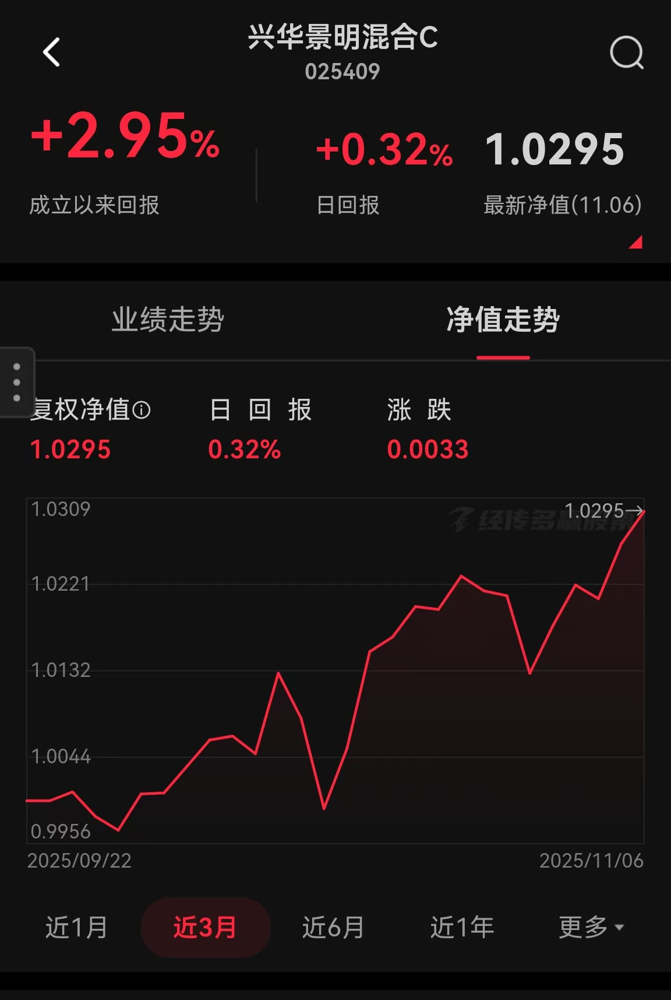 兴华景明混合C
025409
+2.95% +0.32% 1.0295
成立以来回报 日回报 最新净值(11.06)
业绩走势 净值走势
复权净值 日回报 涨跌
1.0295 0.32% 0.0033
1.0309 1.0295→
经传多赢股票
1.0221
1.0132
1.0044
0.9956
2025/09/22 2025/11/06
近1月 近3月 近6月 近1年 更多